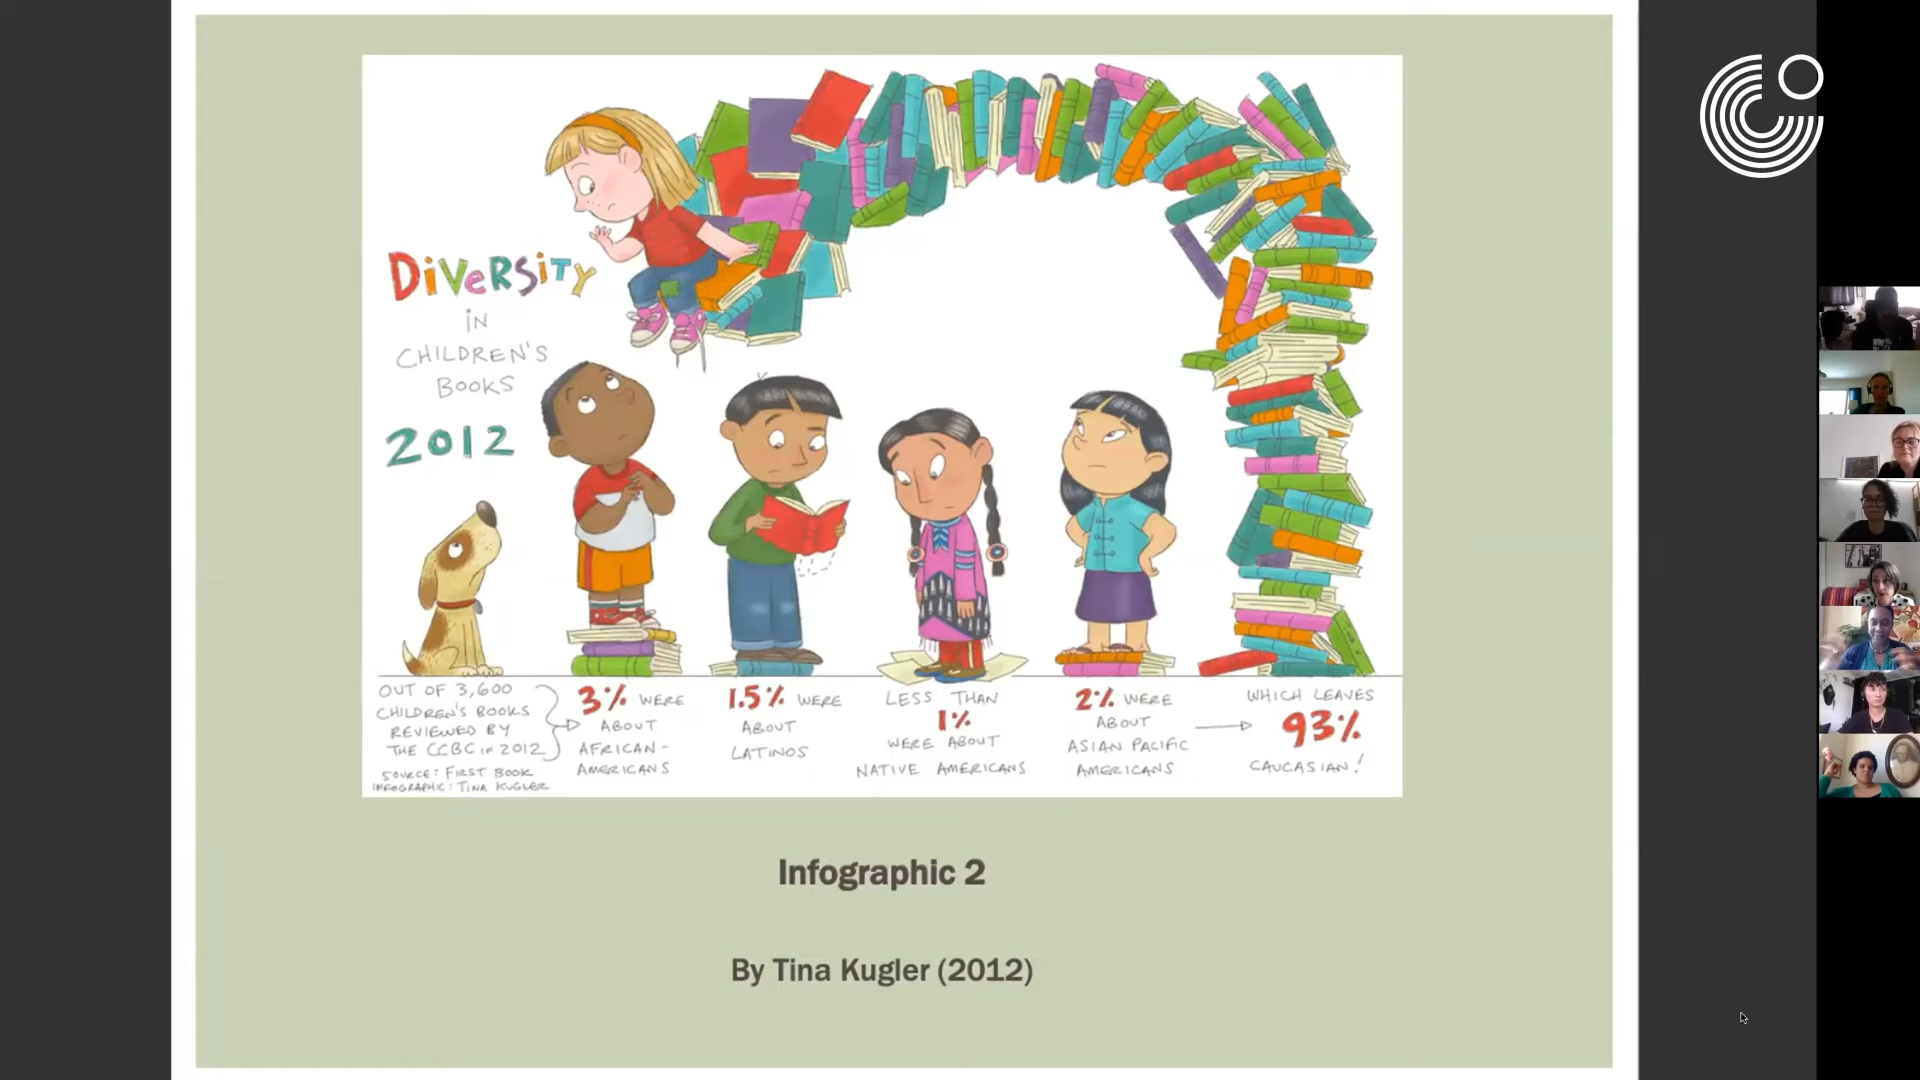 DiVeRSiTY
iN
CHILDREN'S
BOOKS
2012
OUT OF 3,600
CHILDREN'S BOOKS
REVIEWED BY
THE CCBC iN 2012
SOURCE: FIRST BOOK
INFOGRAPHIC: TINA KUGLER
3% WERE
ABOUT
AFRICAN-
AMERICANS
1.5% WERE
ABOUT
LATINOS
LESS THAN
1%
WERE ABOUT
NATIVE AMERICANS
2% WERE
ABOUT
ASIAN PACIFIC
AMERICANS
WHICH LEAVES
93%
CAUCASIAN!
Infographic 2
By Tina Kugler (2012)